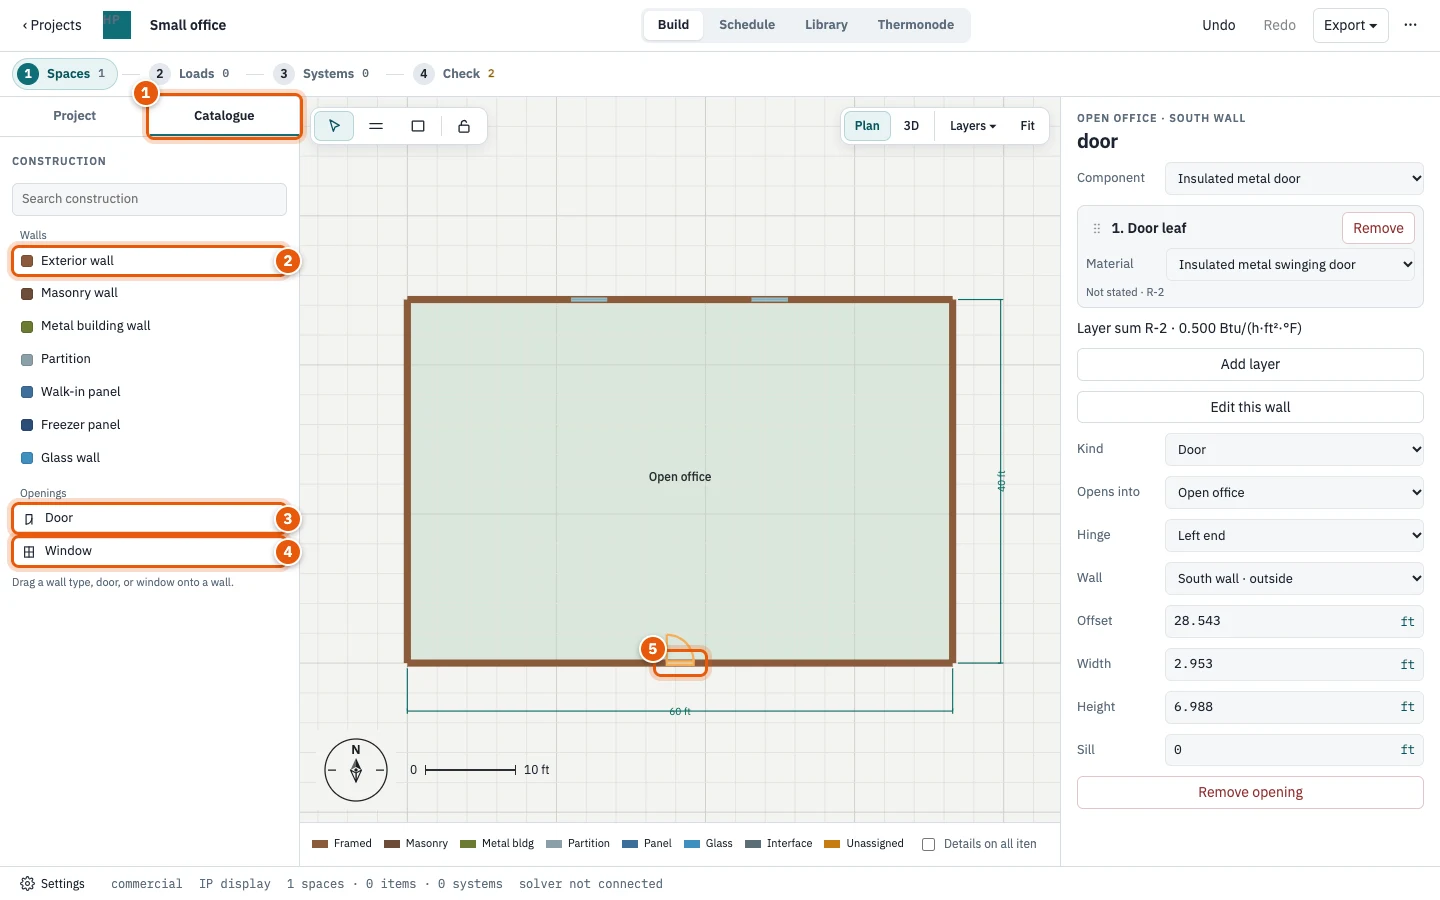 ‹ Projects
HP
Small office
Build
Schedule
Library
Thermonode
Undo
Redo
Export
1 Spaces 1
2 Loads 0
3 Systems 0
4 Check 2
1
Project
Catalogue
CONSTRUCTION
Search construction
Walls
Exterior wall
2
Masonry wall
Metal building wall
Partition
Walk-in panel
Freezer panel
Glass wall
Openings
Door
3
Window
4
Drag a wall type, door, or window onto a wall.
Plan
3D
Layers
Fit
Open office
40 ft
5
60 ft
N
0
10 ft
Framed
Masonry
Metal bldg
Partition
Panel
Glass
Interface
Unassigned
Details on all iten
OPEN OFFICE · SOUTH WALL
door
Component Insulated metal door
1. Door leaf
Remove
Material Insulated metal swinging door
Not stated · R-2
Layer sum R-2 · 0.500 Btu/(h·ft²·°F)
Add layer
Edit this wall
Kind Door
Opens into Open office
Hinge Left end
Wall South wall · outside
Offset 28.543 ft
Width 2.953 ft
Height 6.988 ft
Sill 0 ft
Remove opening
Settings
commercial
IP display
1 spaces · 0 items · 0 systems
solver not connected